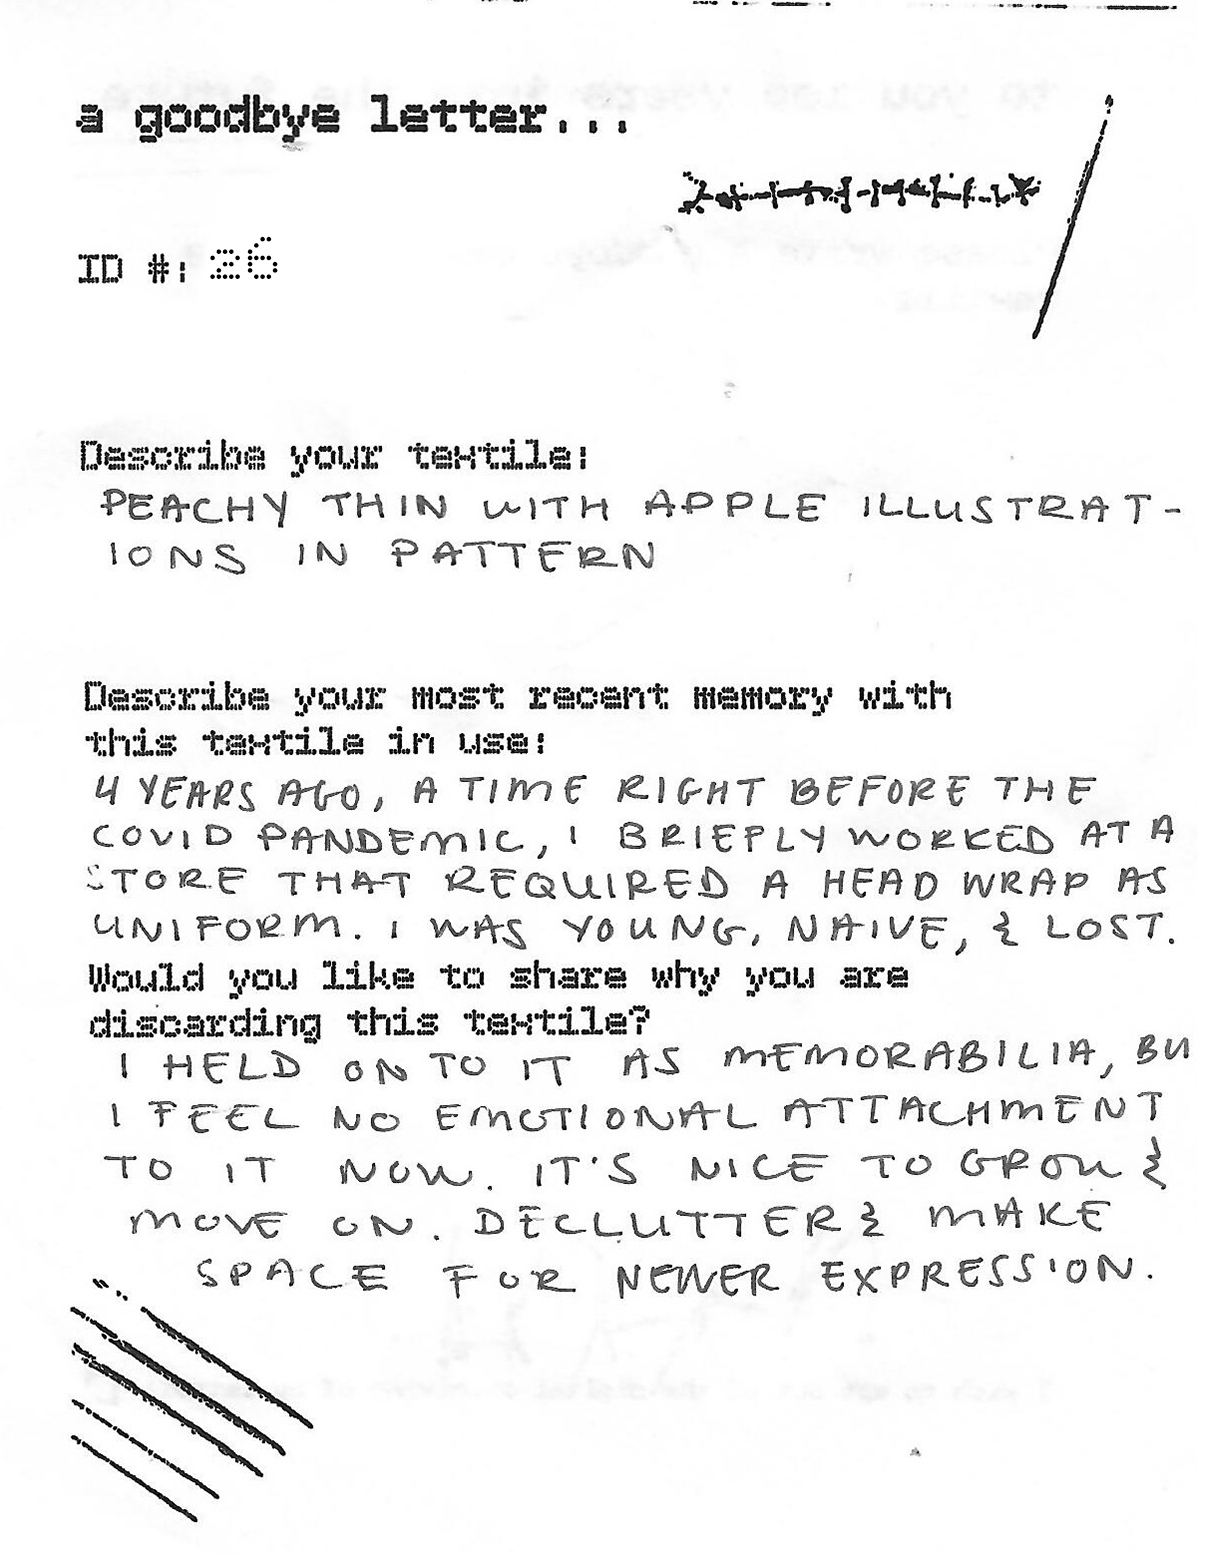 a goodbye letter...
ID #: 26
Describe your textile:
PEACHY THIN WITH APPLE ILLUSTRAT-
IONS IN PATTERN
Describe your most recent memory with
this textile in use:
4 YEARS AGO, A TIME RIGHT BEFORE THE
COVID PANDEMIC, I BRIEFLY WORKED AT A
STORE THAT REQUIRED A HEAD WRAP AS
UNIFORM. I WAS YOUNG, NAIVE, & LOST.
Would you like to share why you are
discarding this textile?
I HELD ONTO IT AS MEMORABILIA, BU
I FEEL NO EMOTIONAL ATTACHMENT
TO IT NOW. IT'S NICE TO GROW &
MOVE ON. DECLUTTER & MAKE
SPACE FOR NEWER EXPRESSION.